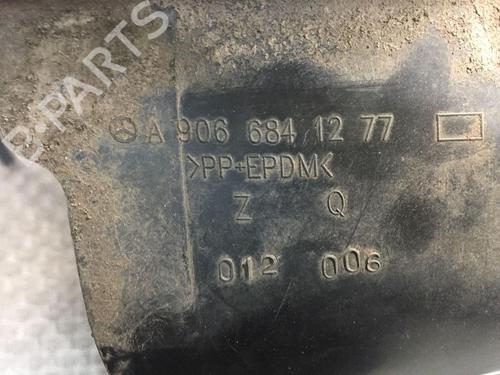 B-PARTS
A 906 684 12 77
>PP+EPDM<
Z Q
012 006